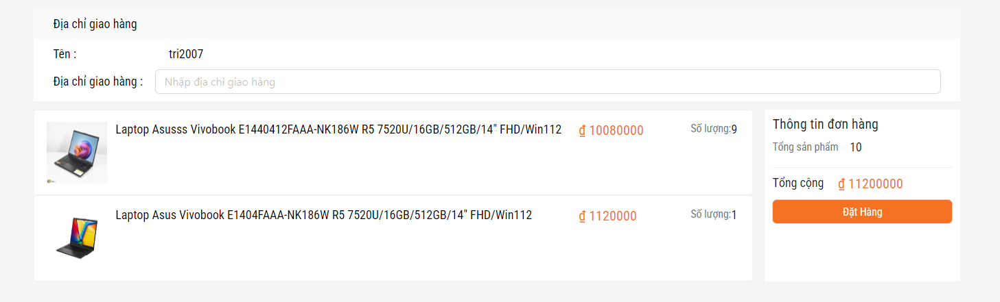 Địa chỉ giao hàng
Tên : tri2007
Địa chỉ giao hàng : Nhập địa chỉ giao hàng
Laptop Asusss Vivobook E1440412FAAA-NK186W R5 7520U/16GB/512GB/14" FHD/Win112 ₫ 10080000 Số lượng:9
Laptop Asus Vivobook E1404FAAA-NK186W R5 7520U/16GB/512GB/14" FHD/Win112 ₫ 1120000 Số lượng:1
Thông tin đơn hàng
Tổng sản phẩm 10
Tổng cộng ₫ 11200000
Đặt Hàng